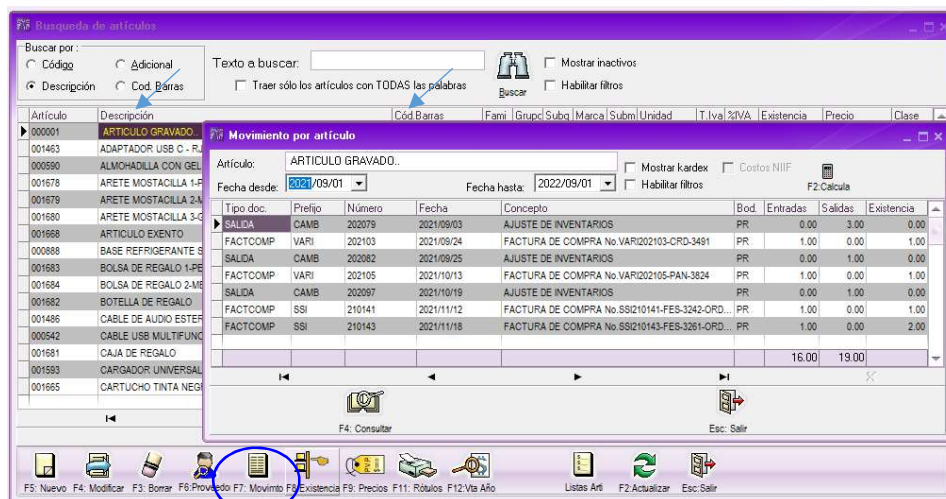 Busqueda de artículos
Buscar por :
Código Adicional
Descripción Cod. Barras
Texto a buscar:
Traer sólo los artículos con TODAS las palabras
Buscar
Mostrar inactivos
Habilitar filtros
Artículo Descripción Cód.Barras Fami Grupc Subg Marca Subm Unidad T.Iva %IVA Existencia Precio Clase
000001 ARTICULO GRAVADO..
001463 ADAPTADOR USB C - RJ
000590 ALMOHADILLA CON GEL
001678 ARETE MOSTACILLA 1-P
001679 ARETE MOSTACILLA 2-M
001680 ARETE MOSTACILLA 3-G
001668 ARTICULO EXENTO
000888 BASE REFRIGERANTE S
001683 BOLSA DE REGALO 1-PE
001684 BOLSA DE REGALO 2-ME
001682 BOTELLA DE REGALO
001486 CABLE DE AUDIO ESTER
000542 CABLE USB MULTIFUNC
001681 CAJA DE REGALO
001593 CARGADOR UNIVERSAL
001665 CARTUCHO TINTA NEG
Movimiento por artículo
Artículo: ARTICULO GRAVADO..
Mostrar kardex Costos NIIF
Fecha desde: 2021/09/01 Fecha hasta: 2022/09/01 Habilitar filtros F2:Calcula
Tipo doc. Prefijo Número Fecha Concepto Bod. Entradas Salidas Existencia
SALIDA CAMB 202079 2021/09/03 AJUSTE DE INVENTARIOS PR 0.00 3.00 0.00
FACTCOMP VARI 202103 2021/09/24 FACTURA DE COMPRA No.VARI202103-CRD-3491 PR 1.00 0.00 1.00
SALIDA CAMB 202082 2021/09/25 AJUSTE DE INVENTARIOS PR 0.00 1.00 0.00
FACTCOMP VARI 202105 2021/10/13 FACTURA DE COMPRA No.VARI202105-PAN-3824 PR 1.00 0.00 1.00
SALIDA CAMB 202097 2021/10/19 AJUSTE DE INVENTARIOS PR 0.00 1.00 0.00
FACTCOMP SSI 210141 2021/11/12 FACTURA DE COMPRA No.SSI210141-FES-3242-ORD... PR 1.00 0.00 1.00
FACTCOMP SSI 210143 2021/11/18 FACTURA DE COMPRA No.SSI210143-FES-3261-ORD... PR 1.00 0.00 2.00
16.00 19.00
F4: Consultar Esc: Salir
F5: Nuevo F4: Modificar F3: Borrar F6:Proveedo F7: Movimto F8:Existencia F9: Precios F11: Rótulos F12:Vta Año Listas Arti F2:Actualizar Esc:Salir